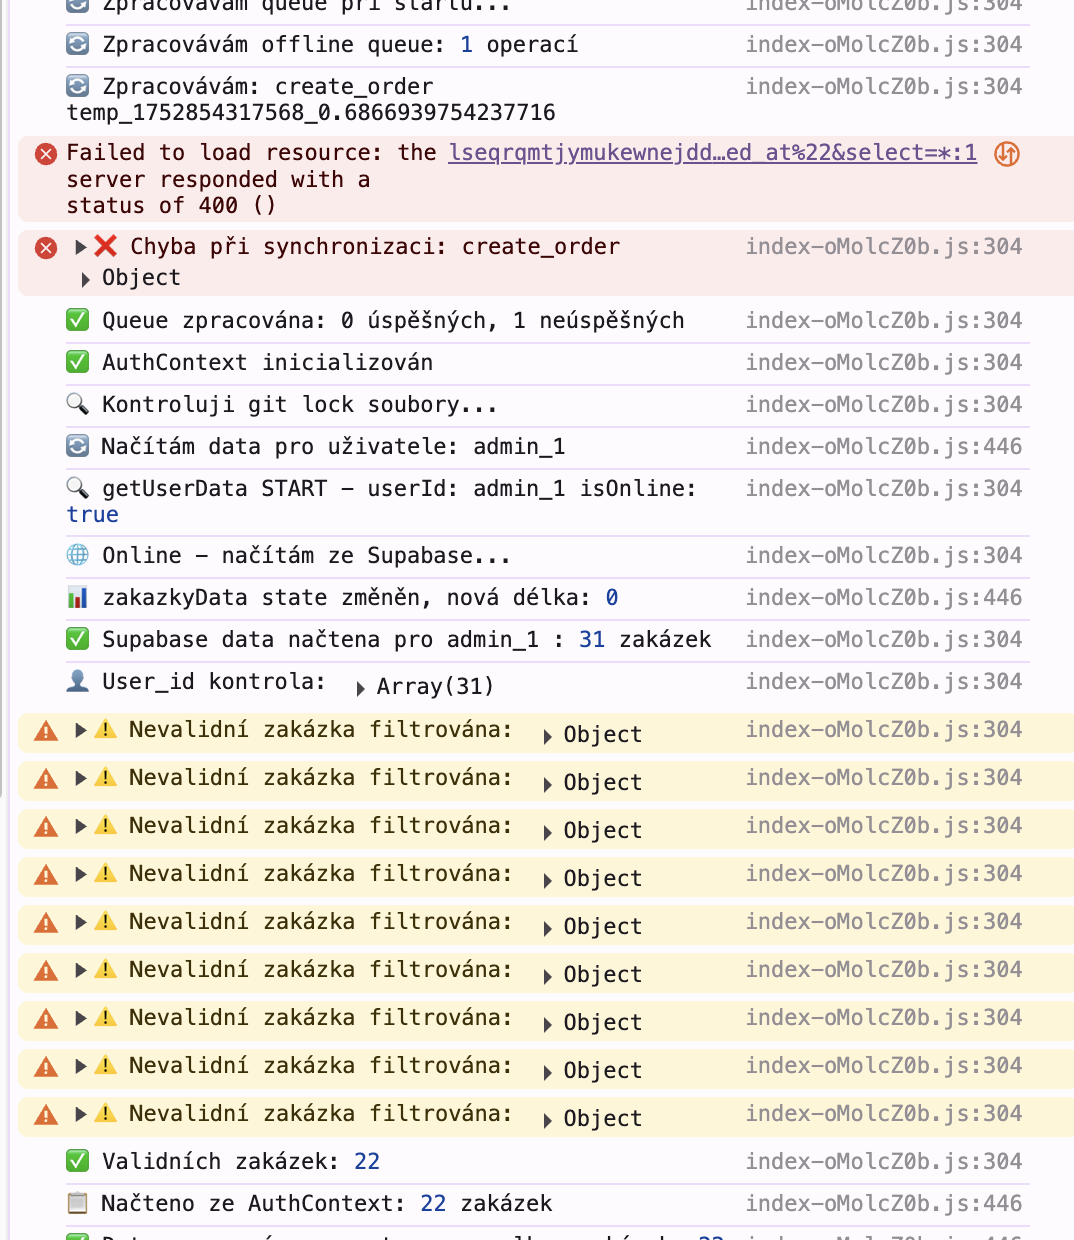 Zpracovávám queue při startu... index-oMolcZ0b.js:304
Zpracovávám offline queue: 1 operací index-oMolcZ0b.js:304
Zpracovávám: create_order index-oMolcZ0b.js:304
temp_1752854317568_0.6866939754237716
Failed to load resource: the lseqrqmtjymukewnejdd…ed_at%22&select=*:1
server responded with a
status of 400 ()
❌ Chyba při synchronizaci: create_order index-oMolcZ0b.js:304
Object
✅ Queue zpracována: 0 úspěšných, 1 neúspěšných index-oMolcZ0b.js:304
✅ AuthContext inicializován index-oMolcZ0b.js:304
🔍 Kontroluji git lock soubory... index-oMolcZ0b.js:304
🔄 Načítám data pro uživatele: admin_1 index-oMolcZ0b.js:446
🔍 getUserData START – userId: admin_1 isOnline: index-oMolcZ0b.js:304
true
🌐 Online – načítám ze Supabase... index-oMolcZ0b.js:304
📊 zakazkyData state změněn, nová délka: 0 index-oMolcZ0b.js:446
✅ Supabase data načtena pro admin_1 : 31 zakázek index-oMolcZ0b.js:304
👤 User_id kontrola: Array(31) index-oMolcZ0b.js:304
⚠️ Nevalidní zakázka filtrována: Object index-oMolcZ0b.js:304
⚠️ Nevalidní zakázka filtrována: Object index-oMolcZ0b.js:304
⚠️ Nevalidní zakázka filtrována: Object index-oMolcZ0b.js:304
⚠️ Nevalidní zakázka filtrována: Object index-oMolcZ0b.js:304
⚠️ Nevalidní zakázka filtrována: Object index-oMolcZ0b.js:304
⚠️ Nevalidní zakázka filtrována: Object index-oMolcZ0b.js:304
⚠️ Nevalidní zakázka filtrována: Object index-oMolcZ0b.js:304
⚠️ Nevalidní zakázka filtrována: Object index-oMolcZ0b.js:304
⚠️ Nevalidní zakázka filtrována: Object index-oMolcZ0b.js:304
✅ Validních zakázek: 22 index-oMolcZ0b.js:304
📋 Načteno ze AuthContext: 22 zakázek index-oMolcZ0b.js:446